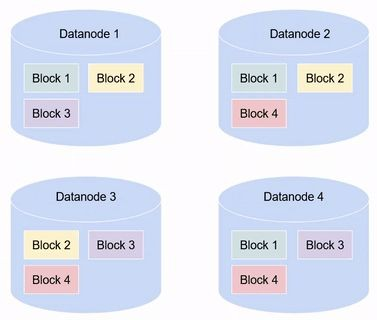 Datanode 1
Block 1 Block 2
Block 3
Datanode 2
Block 1 Block 2
Block 4
Datanode 3
Block 2 Block 3
Block 4
Datanode 4
Block 1 Block 3
Block 4